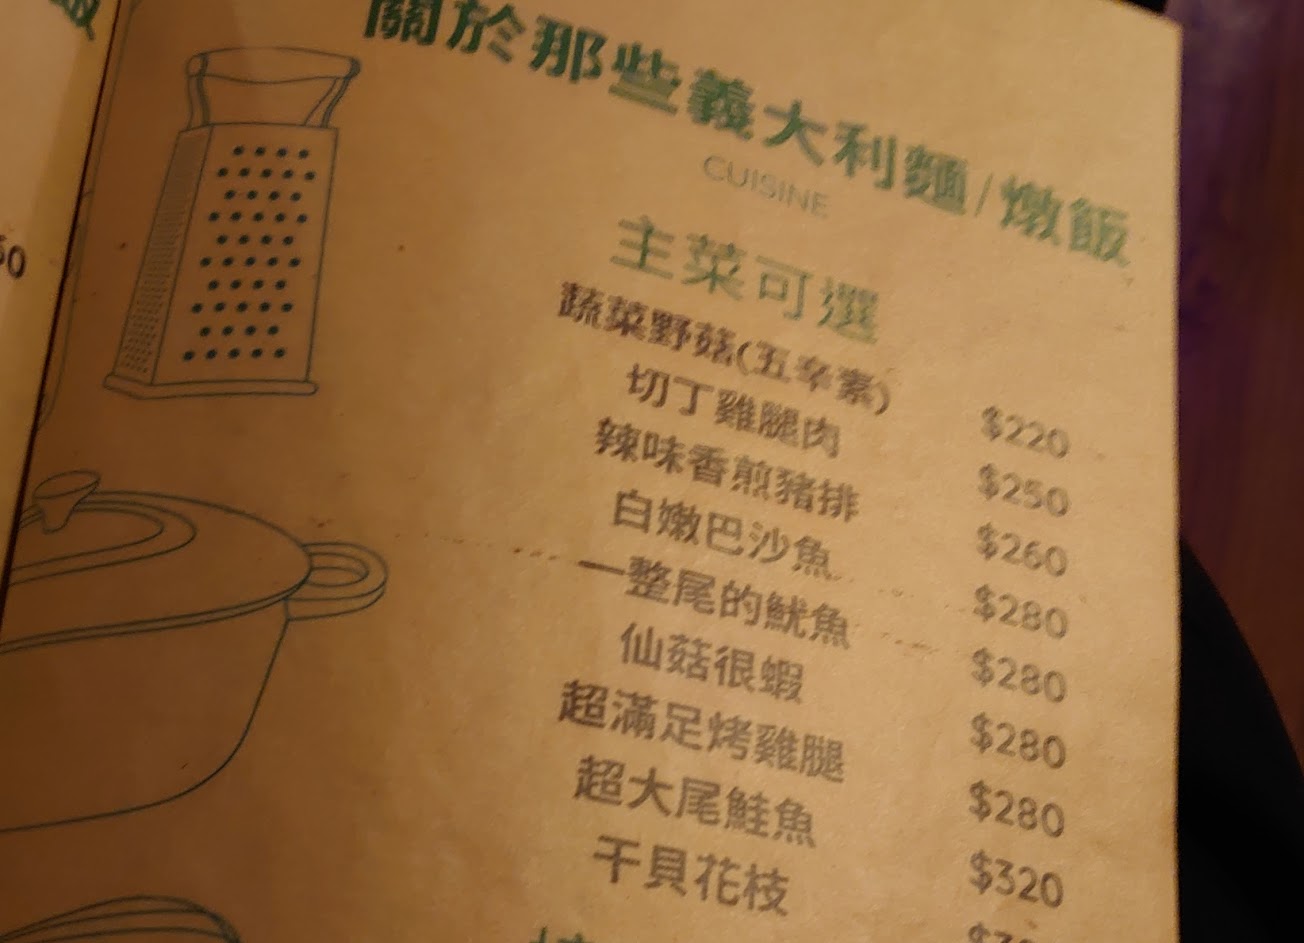 關於那些義大利麵/燉飯
CUISINE
主菜可選
蔬菜野菇(五辛素) $220
切丁雞腿肉 $250
辣味香煎豬排 $260
白嫩巴沙魚 $280
一整尾的魷魚 $280
仙菇很蝦 $280
超滿足烤雞腿 $280
超大尾鮭魚 $320
干貝花枝